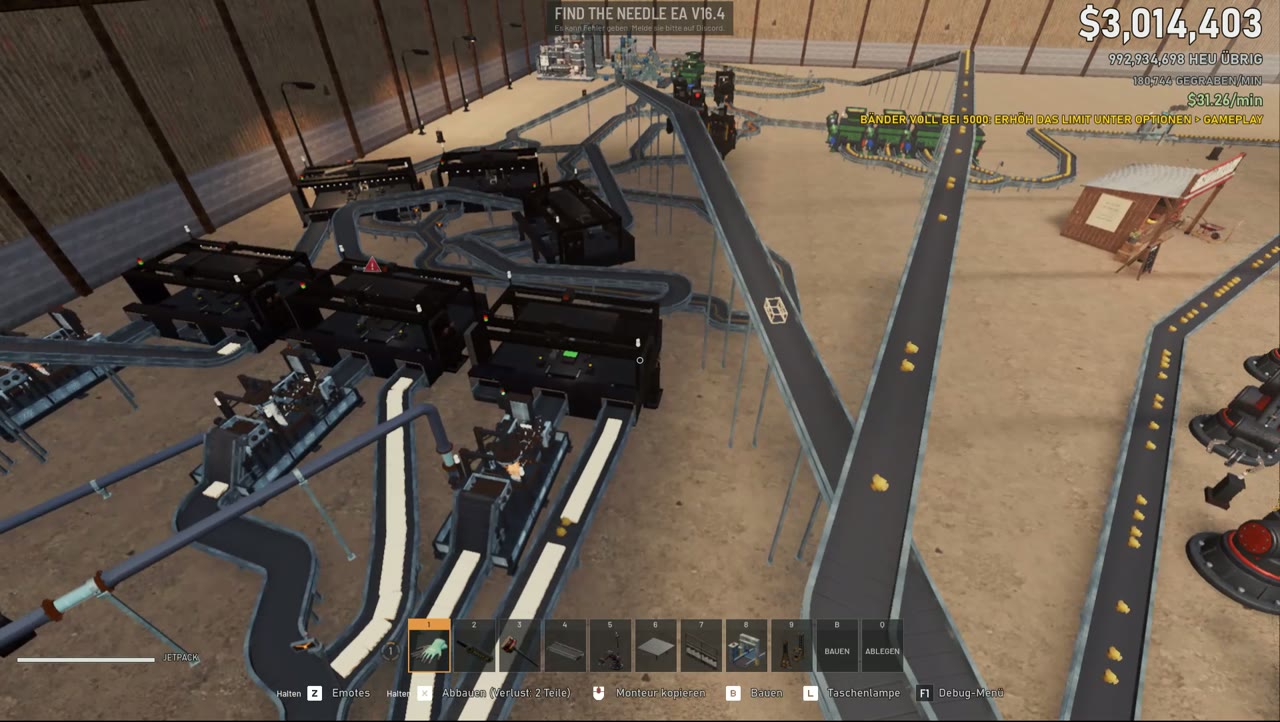 FIND THE NEEDLE EA V16.4
Es kann Fehler geben. Melde sie bitte auf Discord.
$3,014,403
992,934,698 HEU ÜBRIG
180,744 GEGRABEN/MIN
$31.26/min
BÄNDER VOLL BEI 5000: ERHÖH DAS LIMIT UNTER OPTIONEN > GAMEPLAY
JETPACK
1
1 2 3 4 5 6 7 8 9 B 0
BAUEN ABLEGEN
Halten Z Emotes Halten X Abbauen (Verlust: 2 Teile) Monteur kopieren B Bauen L Taschenlampe F1 Debug-Menü